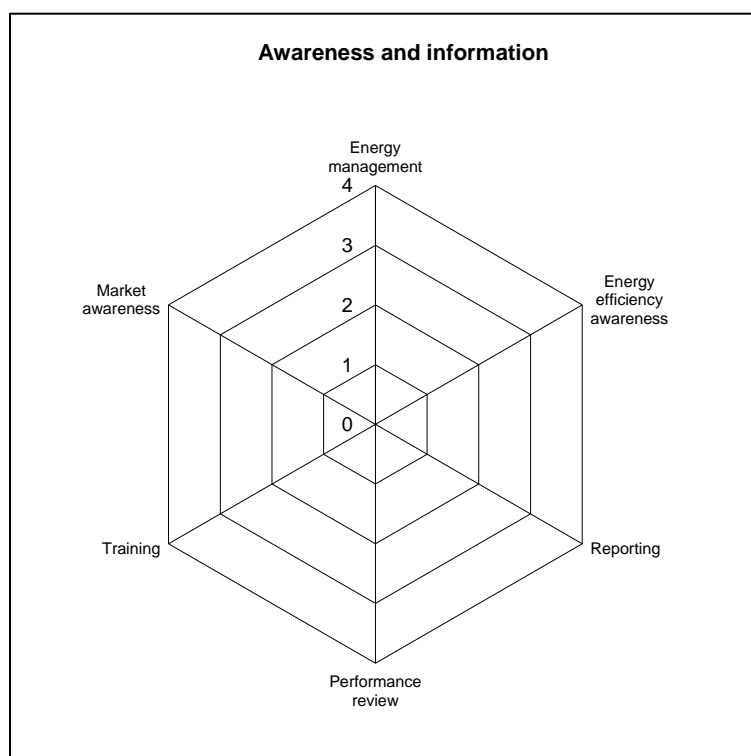 Awareness and information
Energy
management
4
3
2
1
0
Energy
efficiency
awareness
Reporting
Performance
review
Training
Market
awareness